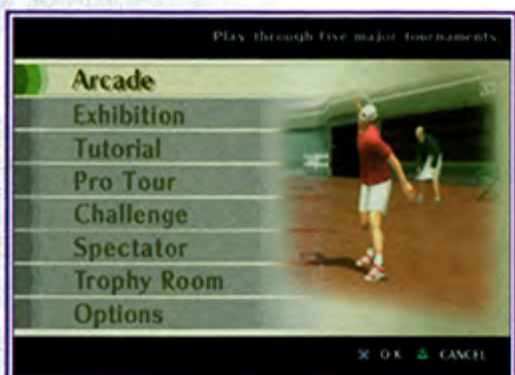 Play through five major tournaments.
Arcade
Exhibition
Tutorial
Pro Tour
Challenge
Spectator
Trophy Room
Options
OK CANCEL